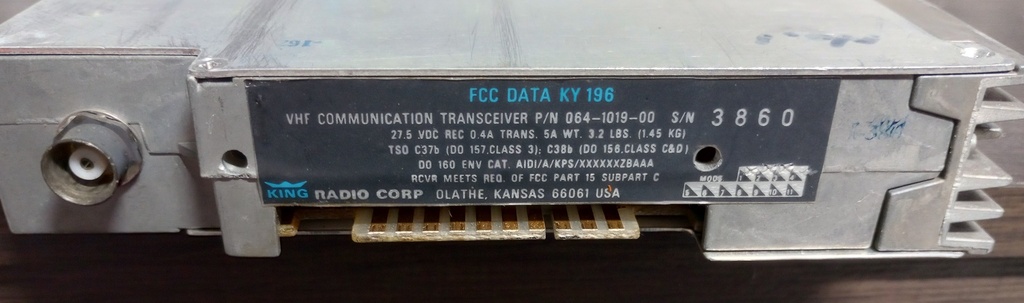 FCC DATA KY 196
VHF COMMUNICATION TRANSCEIVER P/N 064-1019-00 S/N 3860
27.5 VDC REC 0.4A TRANS. 5A WT. 3.2 LBS. (1.45 KG)
TSO C37b (DO 157,CLASS 3); C38b (DO 156,CLASS C&D)
DO 160 ENV CAT. AIDI/A/KPS/XXXXXXZBAAA
RCVR MEETS REQ. OF FCC PART 15 SUBPART C
MODE
KING RADIO CORP OLATHE, KANSAS 66061 USA